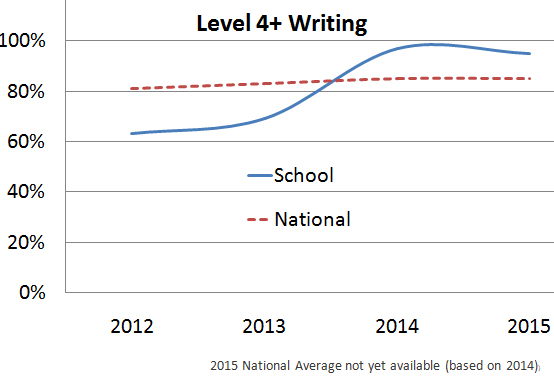 Level 4+ Writing
100%
80%
60%
40%
20%
0%
School
National
2012 2013 2014 2015
2015 National Average not yet available (based on 2014)